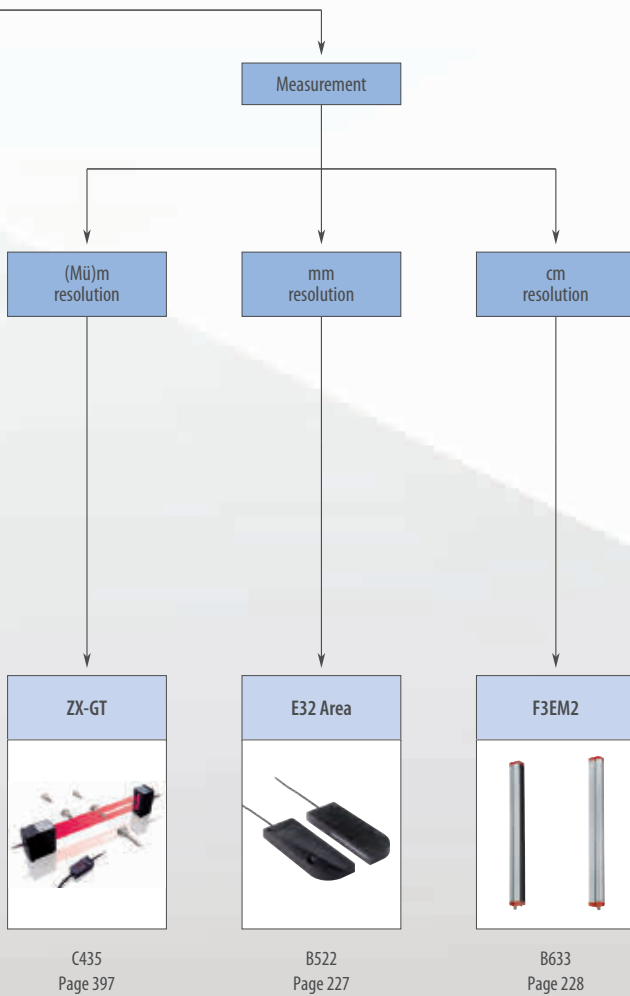 Measurement
(Mü)m
resolution
mm
resolution
cm
resolution
ZX-GT
E32 Area
F3EM2
C435
Page 397
B522
Page 227
B633
Page 228